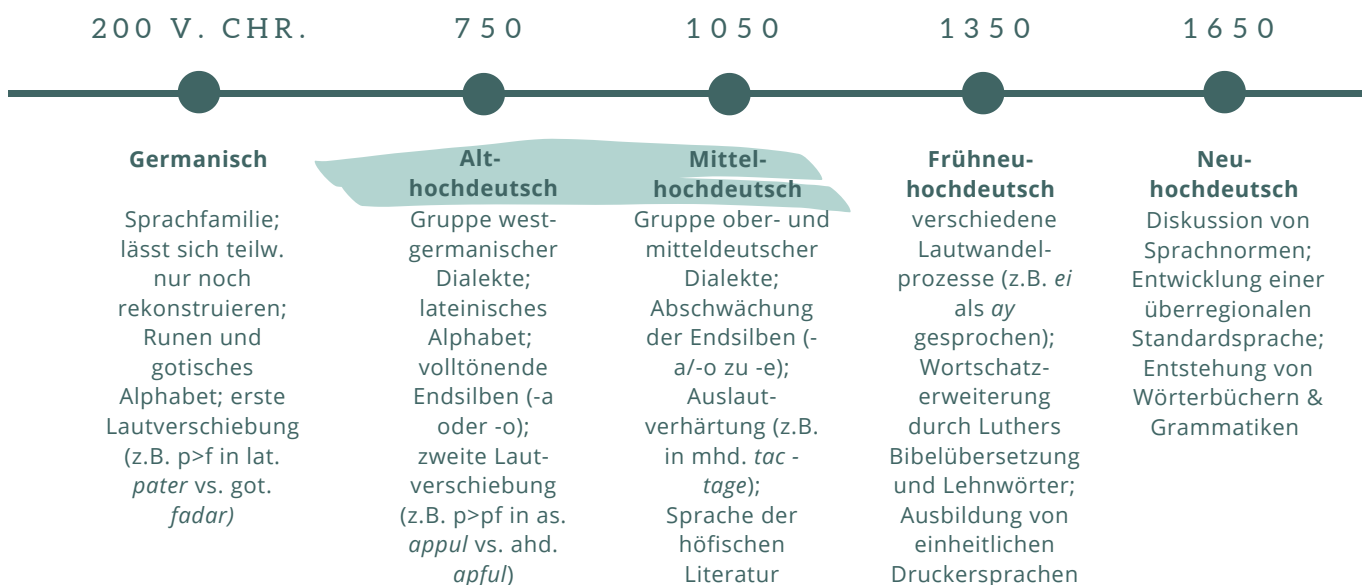 200 V. CHR.
750
1050
1350
1650
Germanisch
Sprachfamilie;
lässt sich teilw.
nur noch
rekonstruieren;
Runen und
gotisches
Alphabet; erste
Lautverschiebung
(z.B. p>f in lat.
pater vs. got.
fadar)
Alt-
hochdeutsch
Gruppe west-
germanischer
Dialekte;
lateinisches
Alphabet;
volltönende
Endsilben (-a
oder -o);
zweite Laut-
verschiebung
(z.B. p>pf in as.
appul vs. ahd.
apful)
Mittel-
hochdeutsch
Gruppe ober- und
mitteldeutscher
Dialekte;
Abschwächung
der Endsilben (-
a/-o zu -e);
Auslaut-
verhärtung (z.B.
in mhd. tac -
tage);
Sprache der
höfischen
Literatur
Frühneu-
hochdeutsch
verschiedene
Lautwandel-
prozesse (z.B. ei
als ay
gesprochen);
Wortschatz-
erweiterung
durch Luthers
Bibelübersetzung
und Lehnwörter;
Ausbildung von
einheitlichen
Druckersprachen
Neu-
hochdeutsch
Diskussion von
Sprachnormen;
Entwicklung einer
überregionalen
Standardsprache;
Entstehung von
Wörterbüchern &
Grammatiken